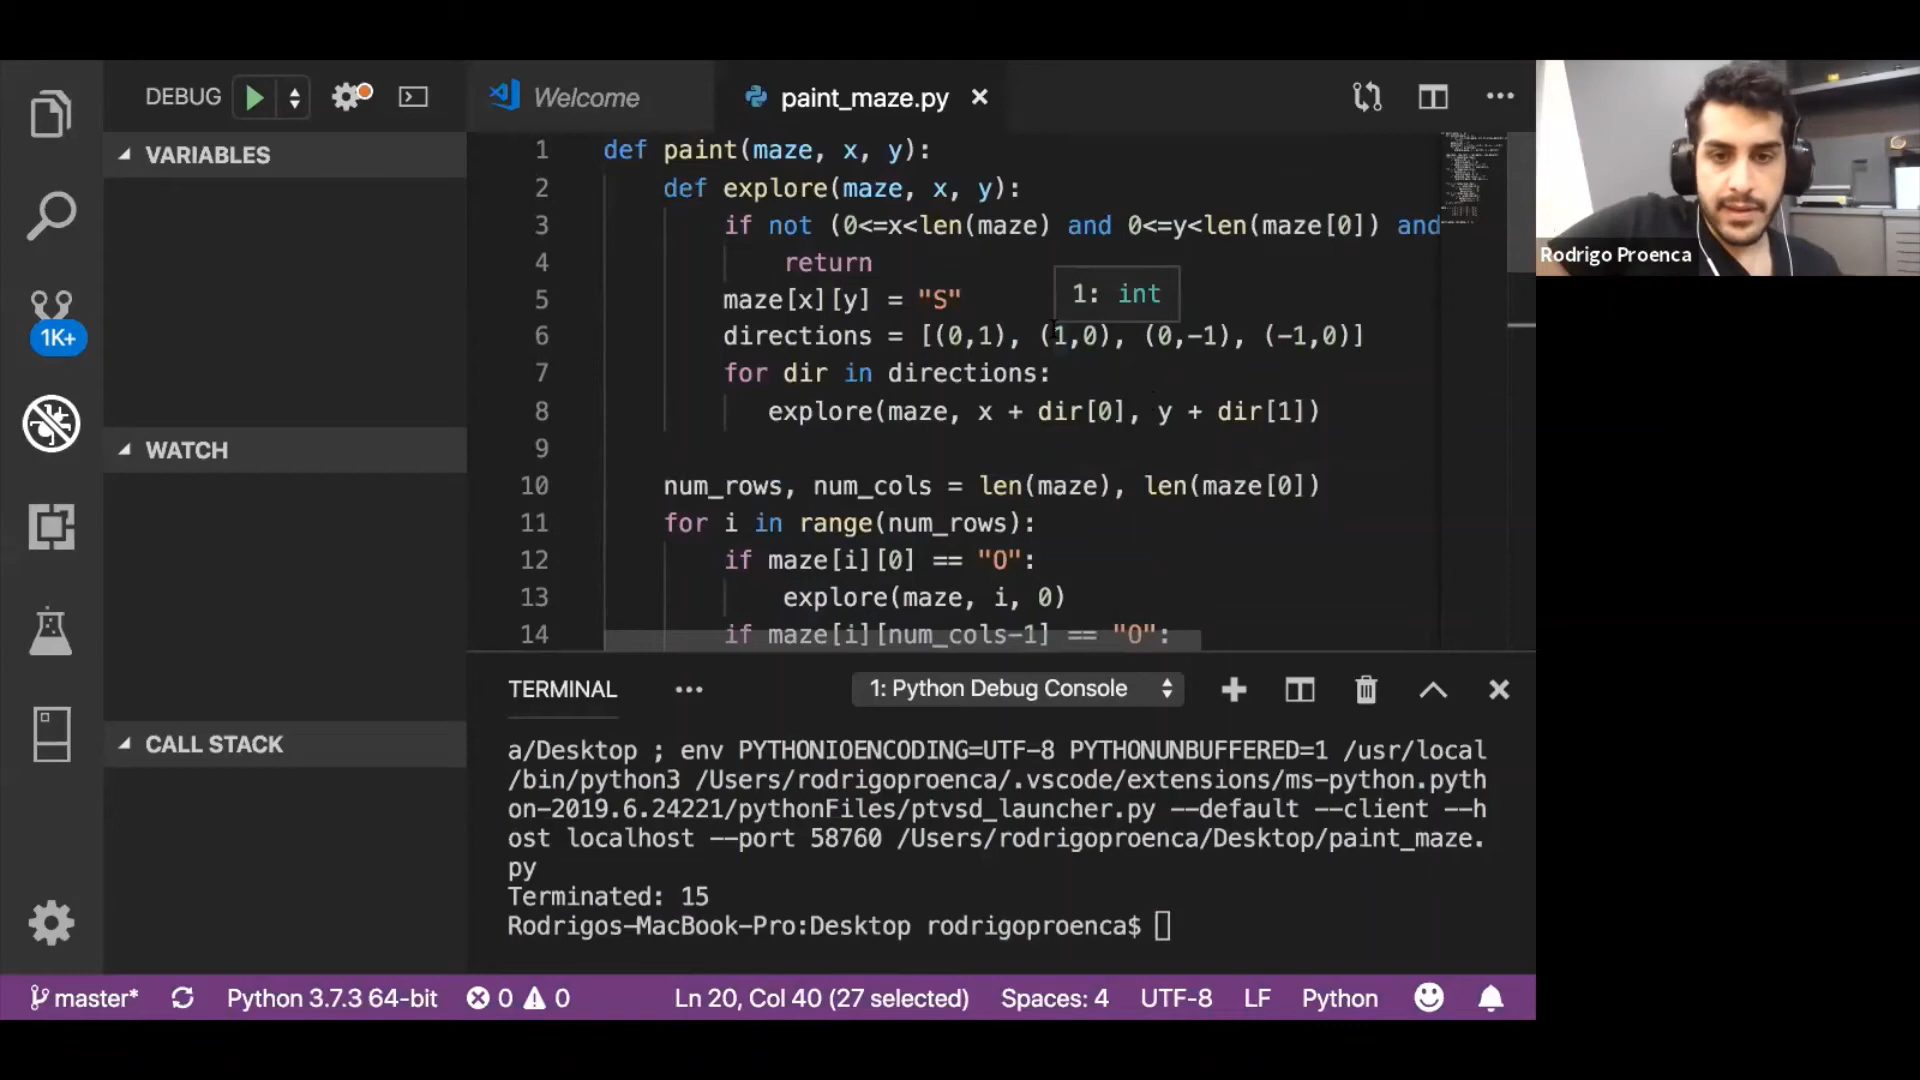 DEBUG
VARIABLES
WATCH
CALL STACK
1K+
Welcome
paint_maze.py
1 def paint(maze, x, y):
2 def explore(maze, x, y):
3 if not (0<=x<len(maze) and 0<=y<len(maze[0]) and
4 return
1: int
5 maze[x][y] = "S"
6 directions = [(0,1), (1,0), (0,-1), (-1,0)]
7 for dir in directions:
8 explore(maze, x + dir[0], y + dir[1])
9
10 num_rows, num_cols = len(maze), len(maze[0])
11 for i in range(num_rows):
12 if maze[i][0] == "O":
13 explore(maze, i, 0)
14 if maze[i][num_cols-1] == "O":
TERMINAL
1: Python Debug Console
a/Desktop ; env PYTHONIOENCODING=UTF-8 PYTHONUNBUFFERED=1 /usr/local
/bin/python3 /Users/rodrigoproenca/.vscode/extensions/ms-python.pyth
on-2019.6.24221/pythonFiles/ptvsd_launcher.py --default --client --h
ost localhost --port 58760 /Users/rodrigoproenca/Desktop/paint_maze.
py
Terminated: 15
Rodrigos-MacBook-Pro:Desktop rodrigoproenca$
master*
Python 3.7.3 64-bit
0
0
Ln 20, Col 40 (27 selected)
Spaces: 4
UTF-8
LF
Python
Rodrigo Proenca